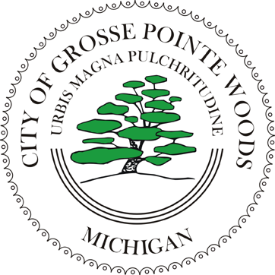 CITY OF GROSSE POINTE WOODS
URBIS MAGNA PULCHRITUDINE
MICHIGAN